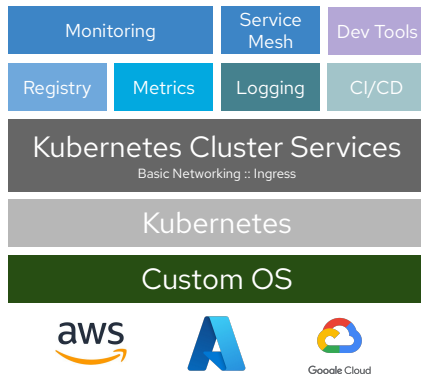 Monitoring
Service
Mesh
Dev Tools
Registry
Metrics
Logging
CI/CD
Kubernetes Cluster Services
Basic Networking :: Ingress
Kubernetes
Custom OS
aws
Google Cloud